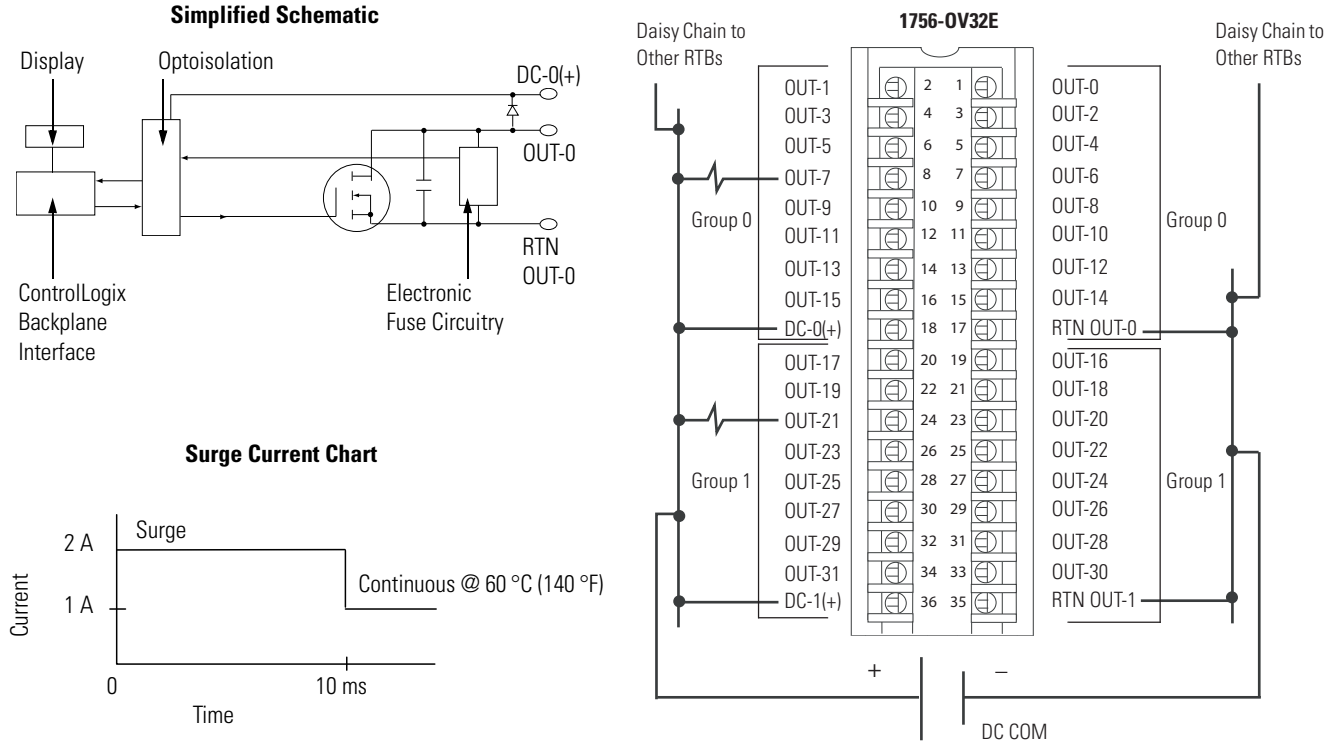 Simplified Schematic
Display
Optoisolation
DC-0(+)
OUT-0
RTN
OUT-0
ControlLogix
Backplane
Interface
Electronic
Fuse Circuitry
Surge Current Chart
Current
2 A
1 A
Surge
Continuous @ 60 °C (140 °F)
0
10 ms
Time
1756-OV32E
Daisy Chain to
Other RTBs
Daisy Chain to
Other RTBs
OUT-1 2 1 OUT-0
OUT-3 4 3 OUT-2
OUT-5 6 5 OUT-4
OUT-7 8 7 OUT-6
OUT-9 10 9 OUT-8
Group 0
Group 0
OUT-11 12 11 OUT-10
OUT-13 14 13 OUT-12
OUT-15 16 15 OUT-14
DC-0(+) 18 17 RTN OUT-0
OUT-17 20 19 OUT-16
OUT-19 22 21 OUT-18
OUT-21 24 23 OUT-20
OUT-23 26 25 OUT-22
Group 1 OUT-25 28 27 OUT-24 Group 1
OUT-27 30 29 OUT-26
OUT-29 32 31 OUT-28
OUT-31 34 33 OUT-30
DC-1(+) 36 35 RTN OUT-1
+ –
DC COM